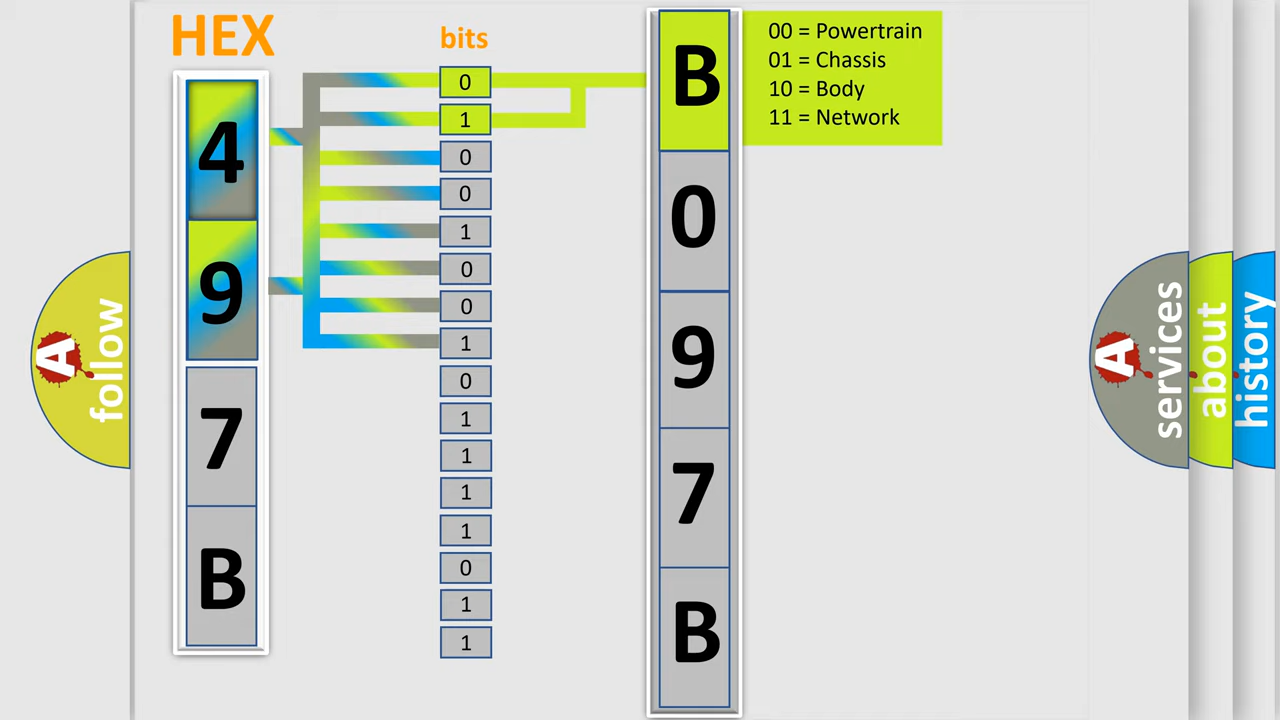 HEX
bits
4
9
7
B
0
1
0
0
1
0
0
1
0
1
1
1
1
0
1
1
B
0
9
7
B
00 = Powertrain
01 = Chassis
10 = Body
11 = Network
A
follow
A
services
about
history